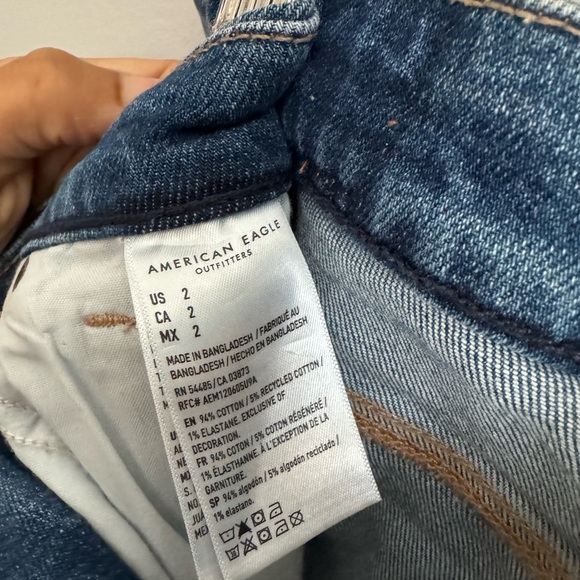 AMERICAN EAGLE
OUTFITTERS
US 2
CA 2
MX 2
MADE IN BANGLADESH / FABRIQUÉ AU
BANGLADESH / HECHO EN BANGLADESH
RN 54485 / CA 03873
RFC# AEM120605U9A
EN 94% COTTON / 5% RECYCLED COTTON /
1% ELASTANE. EXCLUSIVE OF
DECORATION.
FR 94% COTON / 5% COTON RÉGÉNÉRÉ /
1% ÉLASTHANNE. À L'EXCEPTION DE LA
GARNITURE.
SP 94% algodón / 5% algodón reciclado /
1% elastano.